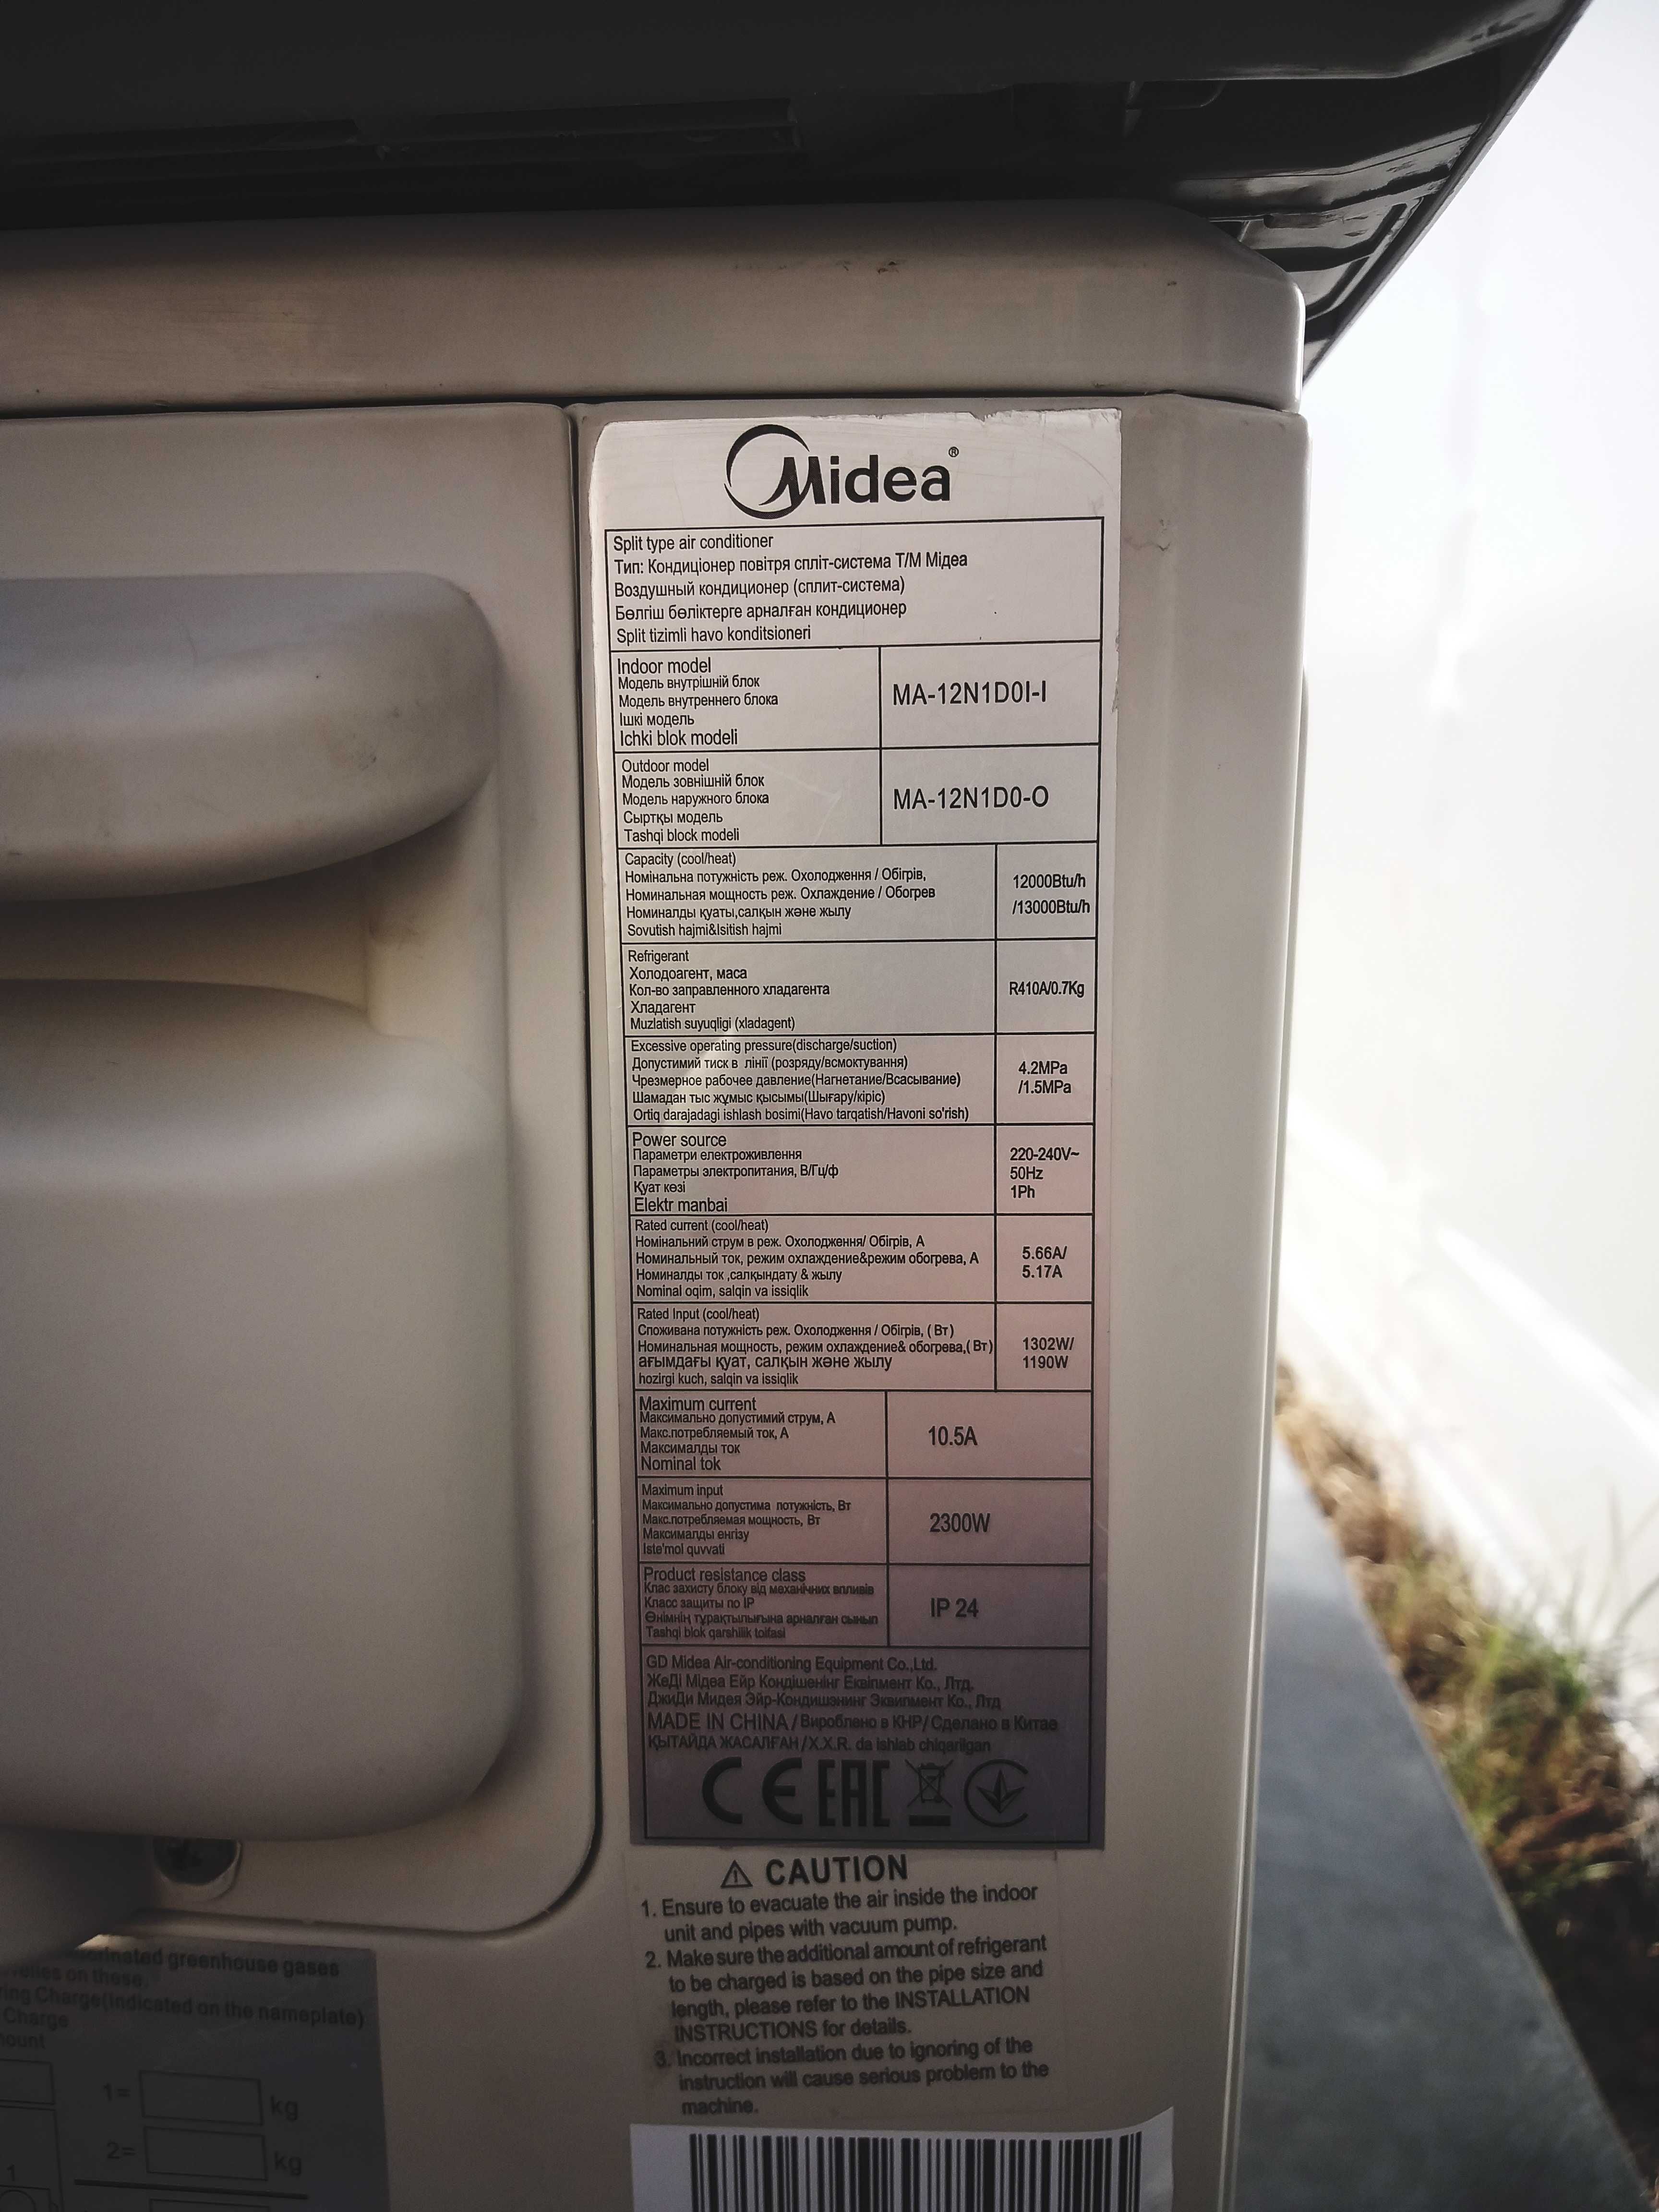 Midea®
Split type air conditioner
Тип: Кондиціонер повітря спліт-система Т/М Мідеа
Воздушный кондиционер (сплит-система)
Бөлгіш бөліктерге арналған кондиционер
Split tizimli havo konditsioneri
Indoor model
Модель внутрішній блок
Модель внутреннего блока
Ішкі модель
Ichki blok modeli
MA-12N1D0I-I
Outdoor model
Модель зовнішній блок
Модель наружного блока
Сыртқы модель
Tashqi block modeli
MA-12N1D0-O
Capacity (cool/heat)
Номінальна потужність реж. Охолодження / Обігрів,
Номинальная мощность реж. Охлаждение / Обогрев
Номиналды қуаты,салқын және жылу
Sovutish hajmi&Isitish hajmi
12000Btu/h
/13000Btu/h
Refrigerant
Холодоагент, маса
Кол-во заправленного хладагента
Хладагент
Muzlatish suyuqligi (xladagent)
R410A/0.7Kg
Excessive operating pressure(discharge/suction)
Допустимий тиск в лінії (розряду/всмоктування)
Чрезмерное рабочее давление(Нагнетание/Всасывание)
Шамадан тыс жұмыс қысымы(Шығару/кіріс)
Ortiq darajadagi ishlash bosimi(Havo tarqatish/Havoni so'rish)
4.2MPa
/1.5MPa
Power source
Параметри електроживлення
Параметры электропитания, В/Гц/ф
Қуат көзі
Elektr manbai
220-240V~
50Hz
1Ph
Rated current (cool/heat)
Номінальний струм в реж. Охолодження/ Обігрів, А
Номинальный ток, режим охлаждение&режим обогрева, А
Номиналды ток ,салқындату & жылу
Nominal oqim, salqin va issiqlik
5.66A/
5.17A
Rated Input (cool/heat)
Споживана потужність реж. Охолодження / Обігрів, ( Вт )
Номинальная мощность, режим охлаждение& обогрева,( Вт )
ағымдағы қуат, салқын және жылу
hozirgi kuch, salqin va issiqlik
1302W/
1190W
Maximum current
Максимально допустимий струм, А
Макс.потребляемый ток, А
Максималды ток
Nominal tok
10.5A
Maximum input
Максимально допустима потужність, Вт
Макс.потребляемая мощность, Вт
Максималды енгізу
Iste'mol quvvati
2300W
Product resistance class
Клас захисту блоку від механічних впливів
Класс защиты по IP
Өнімнің тұрақтылығына арналған сынып
Tashqi blok qarshilik toifasi
IP 24
GD Midea Air-conditioning Equipment Co.,Ltd.
ЖеДі Мідеа Ейр Кондішенінг Еквіпмент Ко., Лтд.
ДжиДи Мидея Эйр-Кондишэнинг Эквипмент Ко., Лтд
MADE IN CHINA / Вироблено в КНР/ Сделано в Китае
ҚЫТАЙДА ЖАСАЛҒАН /X.X.R. da ishlab chiqarilgan
CE EAC
CAUTION
1. Ensure to evacuate the air inside the indoor
unit and pipes with vacuum pump.
2. Make sure the additional amount of refrigerant
to be charged is based on the pipe size and
length, please refer to the INSTALLATION
INSTRUCTIONS for details.
3. Incorrect installation due to ignoring of the
instruction will cause serious problem to the
machine.
greenhouse gases
on these.
Charge(indicated on the nameplate)
Charge
1= kg
2= kg
1